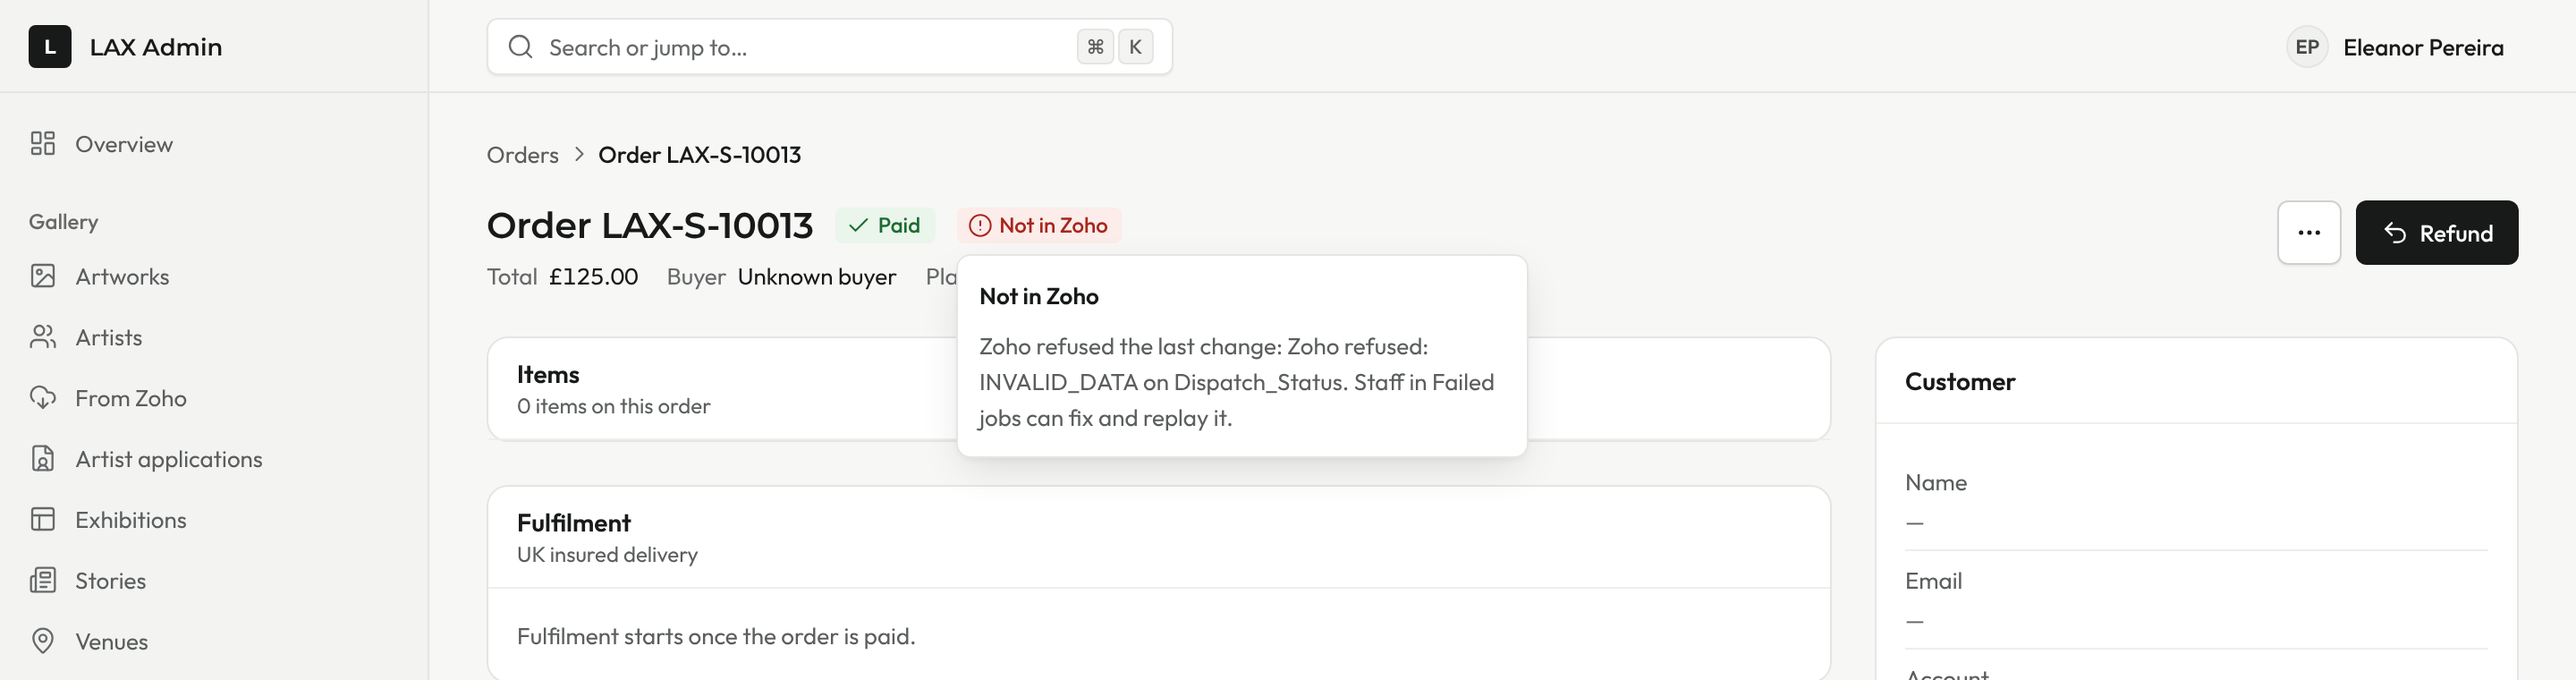 L LAX Admin
Search or jump to...
⌘ K
EP Eleanor Pereira
Overview
Gallery
Artworks
Artists
From Zoho
Artist applications
Exhibitions
Stories
Venues
Orders > Order LAX-S-10013
Order LAX-S-10013 Paid Not in Zoho
... Refund
Total £125.00 Buyer Unknown buyer Pla
Not in Zoho
Zoho refused the last change: Zoho refused:
INVALID_DATA on Dispatch_Status. Staff in Failed
jobs can fix and replay it.
Items
0 items on this order
Fulfilment
UK insured delivery
Fulfilment starts once the order is paid.
Customer
Name
—
Email
—
Account